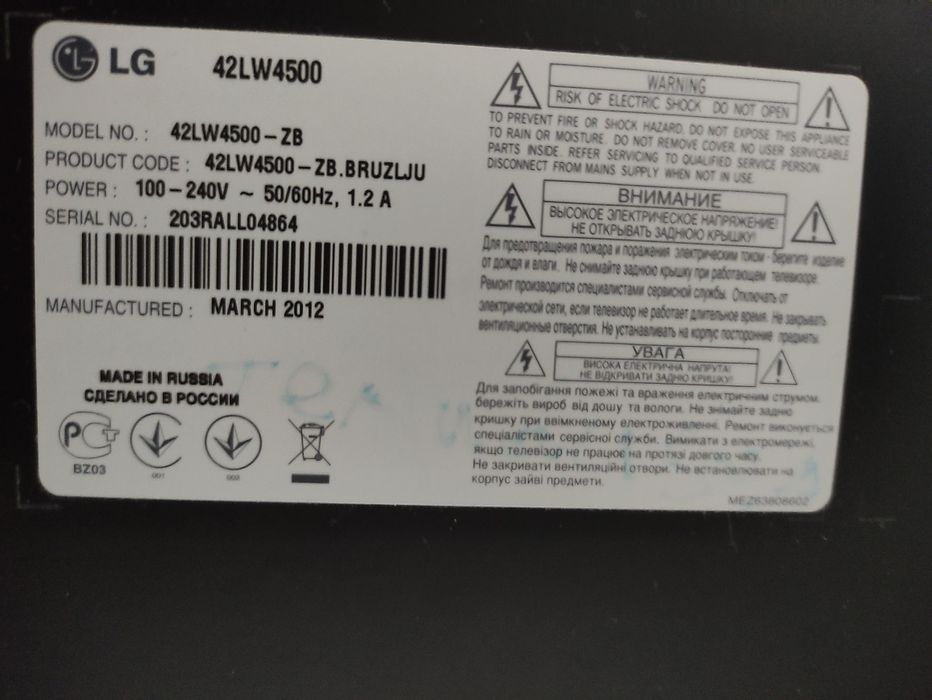 LG 42LW4500
MODEL NO. : 42LW4500-ZB
PRODUCT CODE : 42LW4500-ZB.BRUZLJU
POWER : 100-240V ~ 50/60Hz, 1.2 A
SERIAL NO. : 203RALL04864
MANUFACTURED : MARCH 2012
MADE IN RUSSIA
СДЕЛАНО В РОССИИ
BZ03
001
002
WARNING
RISK OF ELECTRIC SHOCK DO NOT OPEN
TO PREVENT FIRE OR SHOCK HAZARD, DO NOT EXPOSE THIS APPLIANCE
TO RAIN OR MOISTURE. DO NOT REMOVE COVER. NO USER SERVICEABLE
PARTS INSIDE. REFER SERVICING TO QUALIFIED SERVICE PERSON.
DISCONNECT FROM MAINS SUPPLY WHEN NOT IN USE.
ВНИМАНИЕ
ВЫСОКОЕ ЭЛЕКТРИЧЕСКОЕ НАПРЯЖЕНИЕ!
НЕ ОТКРЫВАТЬ ЗАДНЮЮ КРЫШКУ!
Для предотвращения пожара и поражения электрическим током - берегите изделие
от дождя и влаги. Не снимайте заднюю крышку при работающем телевизоре.
Ремонт производится специалистами сервисной службы. Отключать от
электрической сети, если телевизор не работает длительное время. Не закрывать
вентиляционные отверстия. Не устанавливать на корпус посторонние предметы.
УВАГА
ВИСОКА ЕЛЕКТРИЧНА НАПРУГА!
НЕ ВІДКРИВАТИ ЗАДНЮ КРИШКУ!
Для запобігання пожежі та враження електричним струмом,
бережіть вироб від дошу та вологи. Не знімайте задню
кришку при ввімкненому електроживленні. Ремонт виконується
спеціалістами сервісної служби. Вимикати з електромережі,
якщо телевізор не працює на протязі довгого часу.
Не закривати вентиляційні отвори. Не встановлювати на
корпус зайві предмети.
MEZ63808602